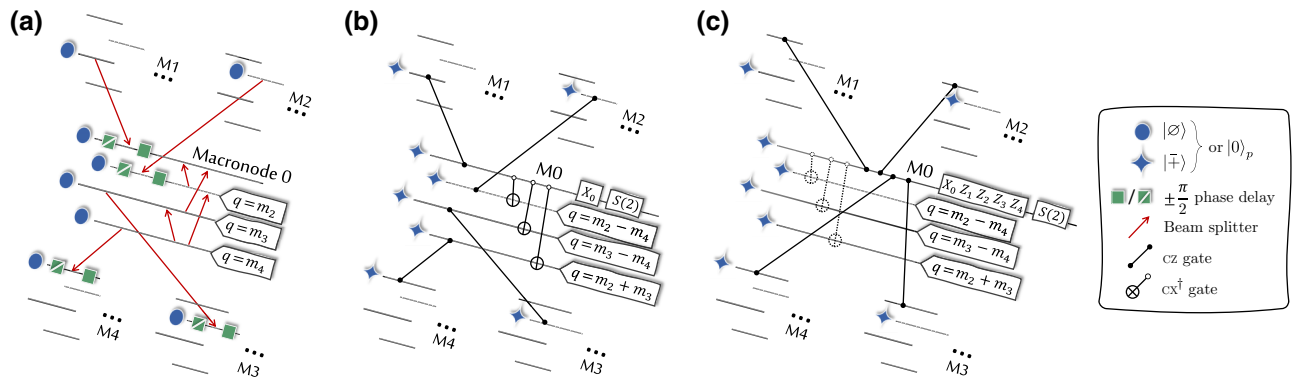 (a)
M1
M2
Macronode 0
q = m₂
q = m₃
q = m₄
M4
M3
(b)
M1
M2
M0
X₀
S(2)
q = m₂ − m₄
q = m₃ − m₄
q = m₂ + m₃
M4
M3
(c)
M1
M2
M0
X₀ Z₁ Z₂ Z₃ Z₄
S(2)
q = m₂ − m₄
q = m₃ − m₄
q = m₂ + m₃
M4
M3
|∅⟩
|∓⟩
or |0⟩ₚ
± π/2 phase delay
Beam splitter
CZ gate
CX† gate